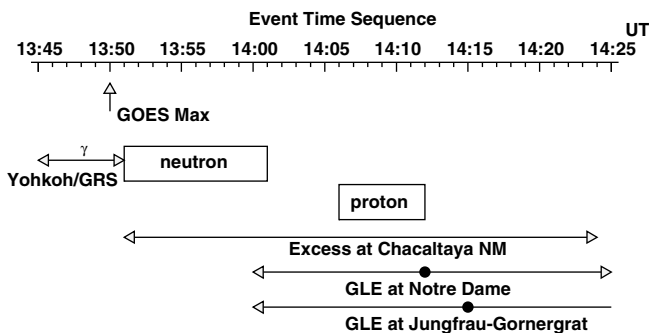 Event Time Sequence
UT
13:45 13:50 13:55 14:00 14:05 14:10 14:15 14:20 14:25
GOES Max
γ
neutron
Yohkoh/GRS
proton
Excess at Chacaltaya NM
GLE at Notre Dame
GLE at Jungfrau-Gornergrat